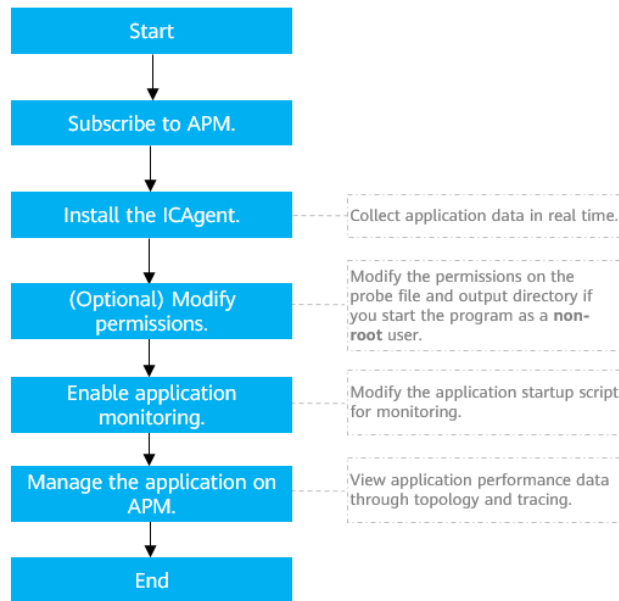 Start
Subscribe to APM.
Install the ICAgent.
Collect application data in real time.
(Optional) Modify
permissions.
Modify the permissions on the
probe file and output directory if
you start the program as a non-
root user.
Enable application
monitoring.
Modify the application startup script
for monitoring.
Manage the application on
APM.
View application performance data
through topology and tracing.
End